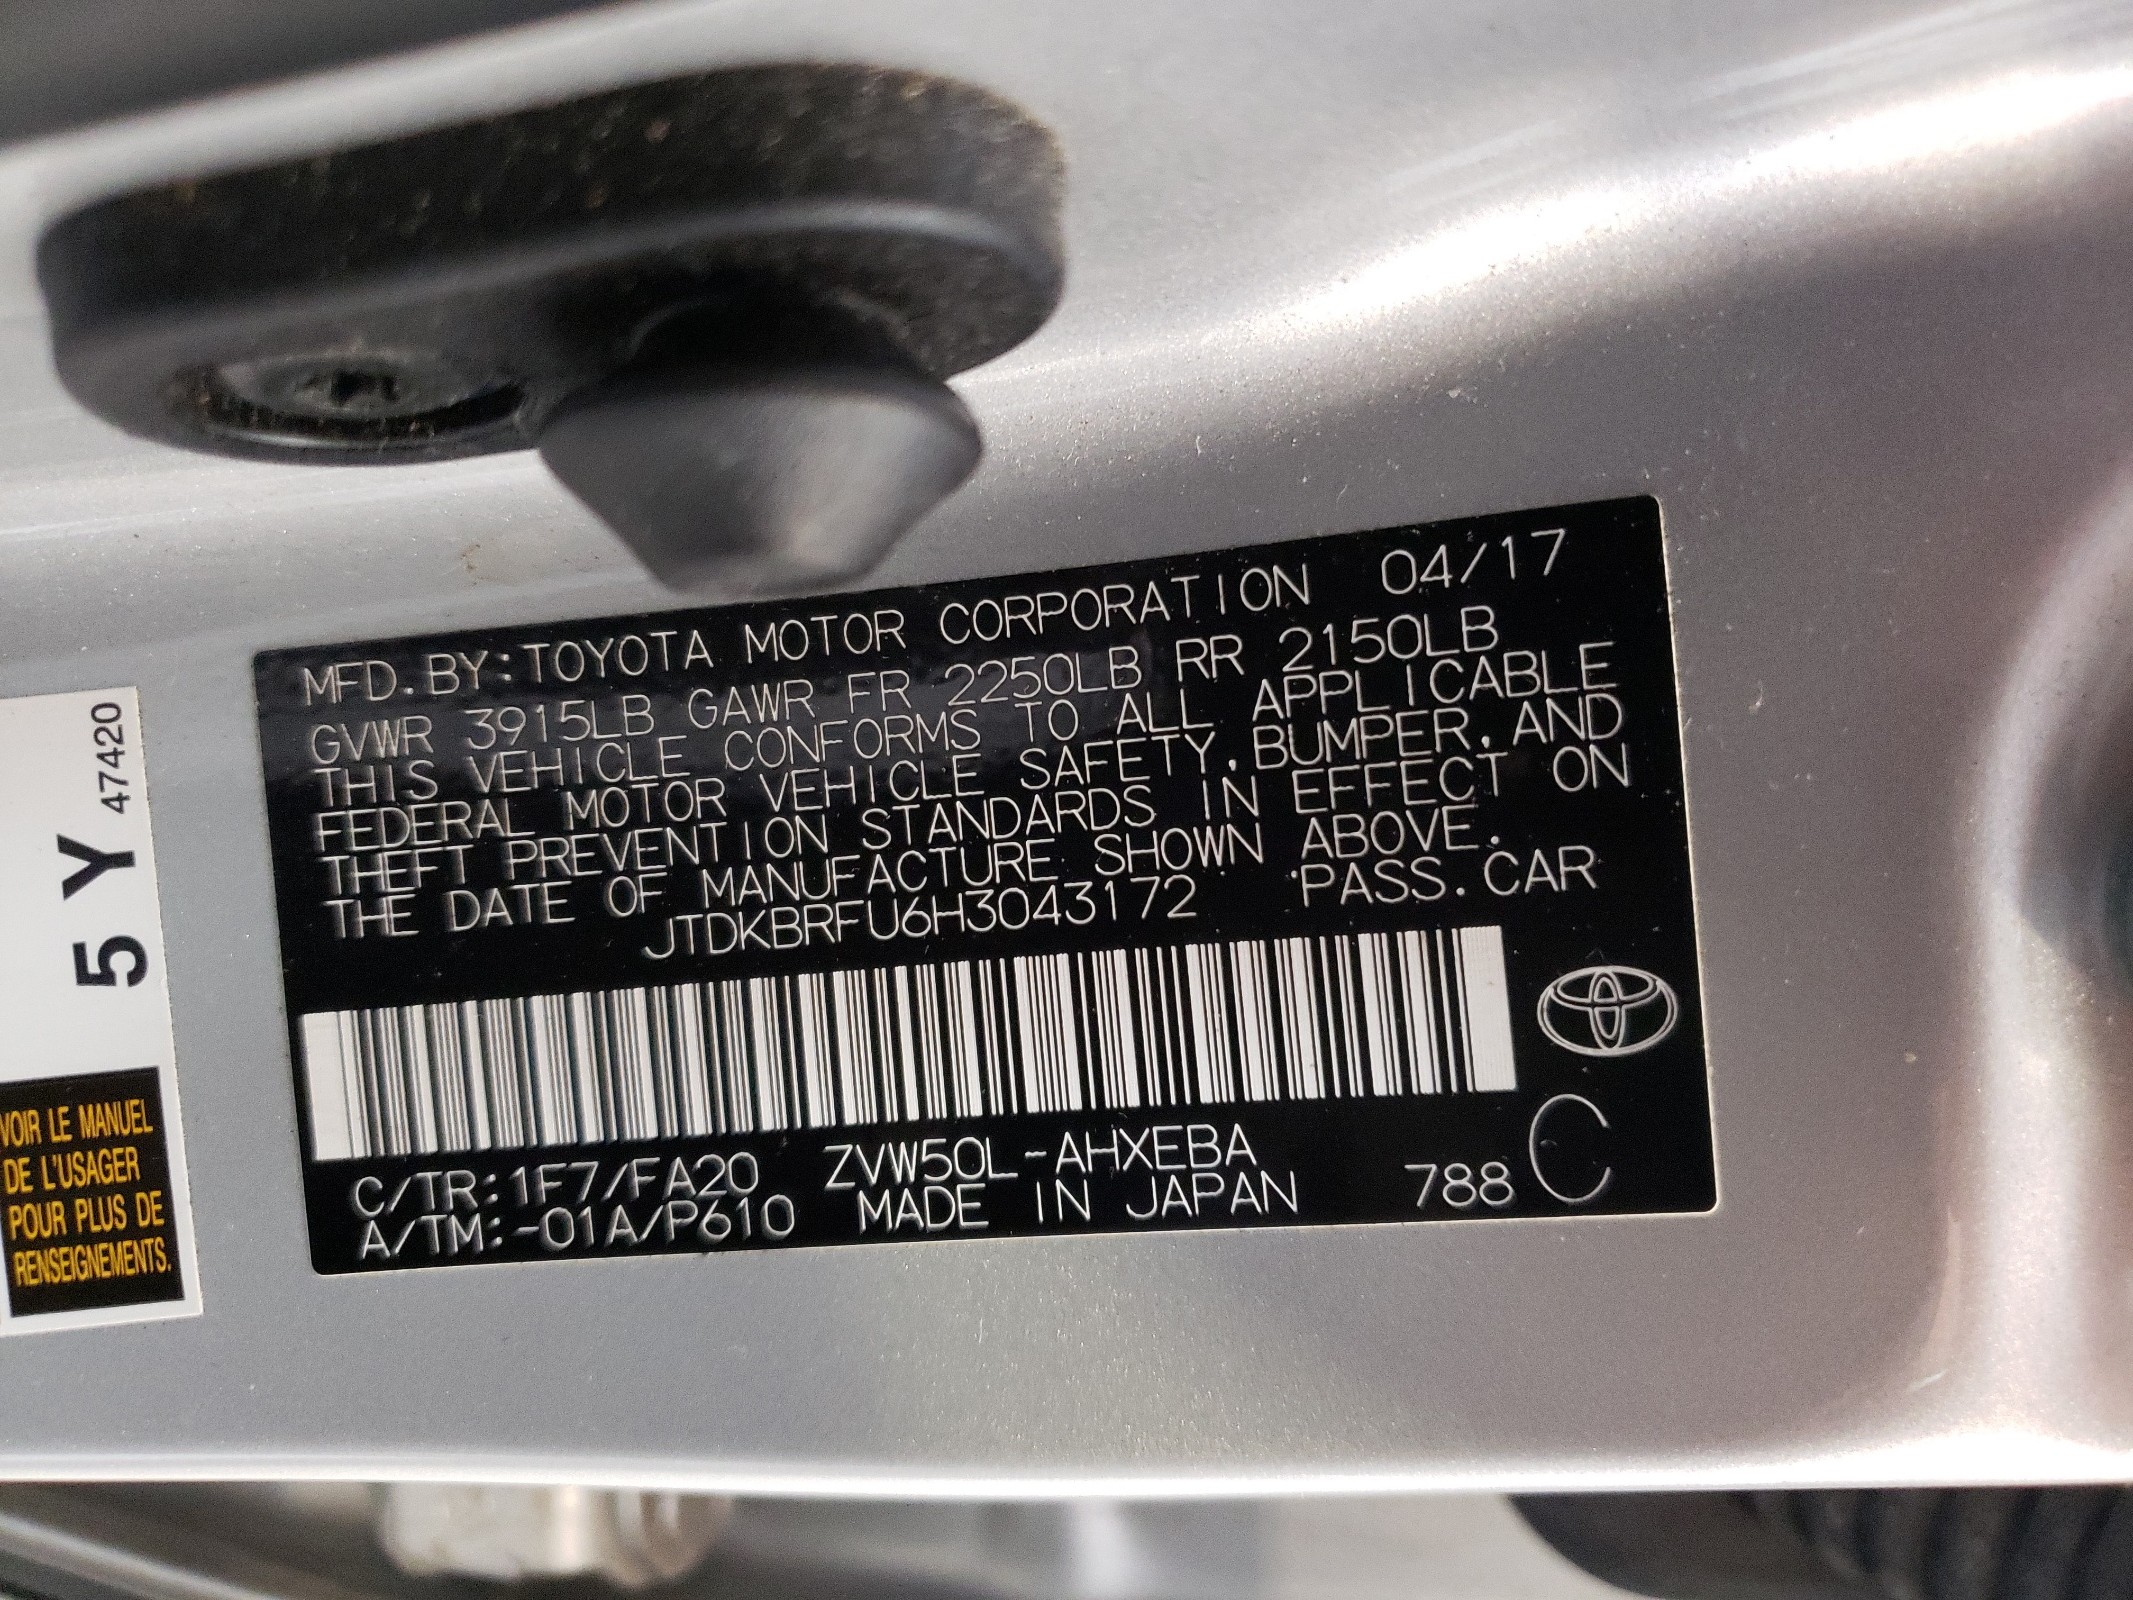 MFD. BY: TOYOTA MOTOR CORPORATION 04/17
GVWR 3915LB GAWR FR 2250LB RR 2150LB
THIS VEHICLE CONFORMS TO ALL APPLICABLE
FEDERAL MOTOR VEHICLE SAFETY, BUMPER, AND
THEFT PREVENTION STANDARDS IN EFFECT ON
THE DATE OF MANUFACTURE SHOWN ABOVE.
JTDKBRFU6H3043172 PASS. CAR
C/TR: 1F7/FA20 ZVW50L-AHXEBA
A/TM: -01A/P610 MADE IN JAPAN 788 C
5Y 47420
VOIR LE MANUEL
DE L'USAGER
POUR PLUS DE
RENSEIGNEMENTS.